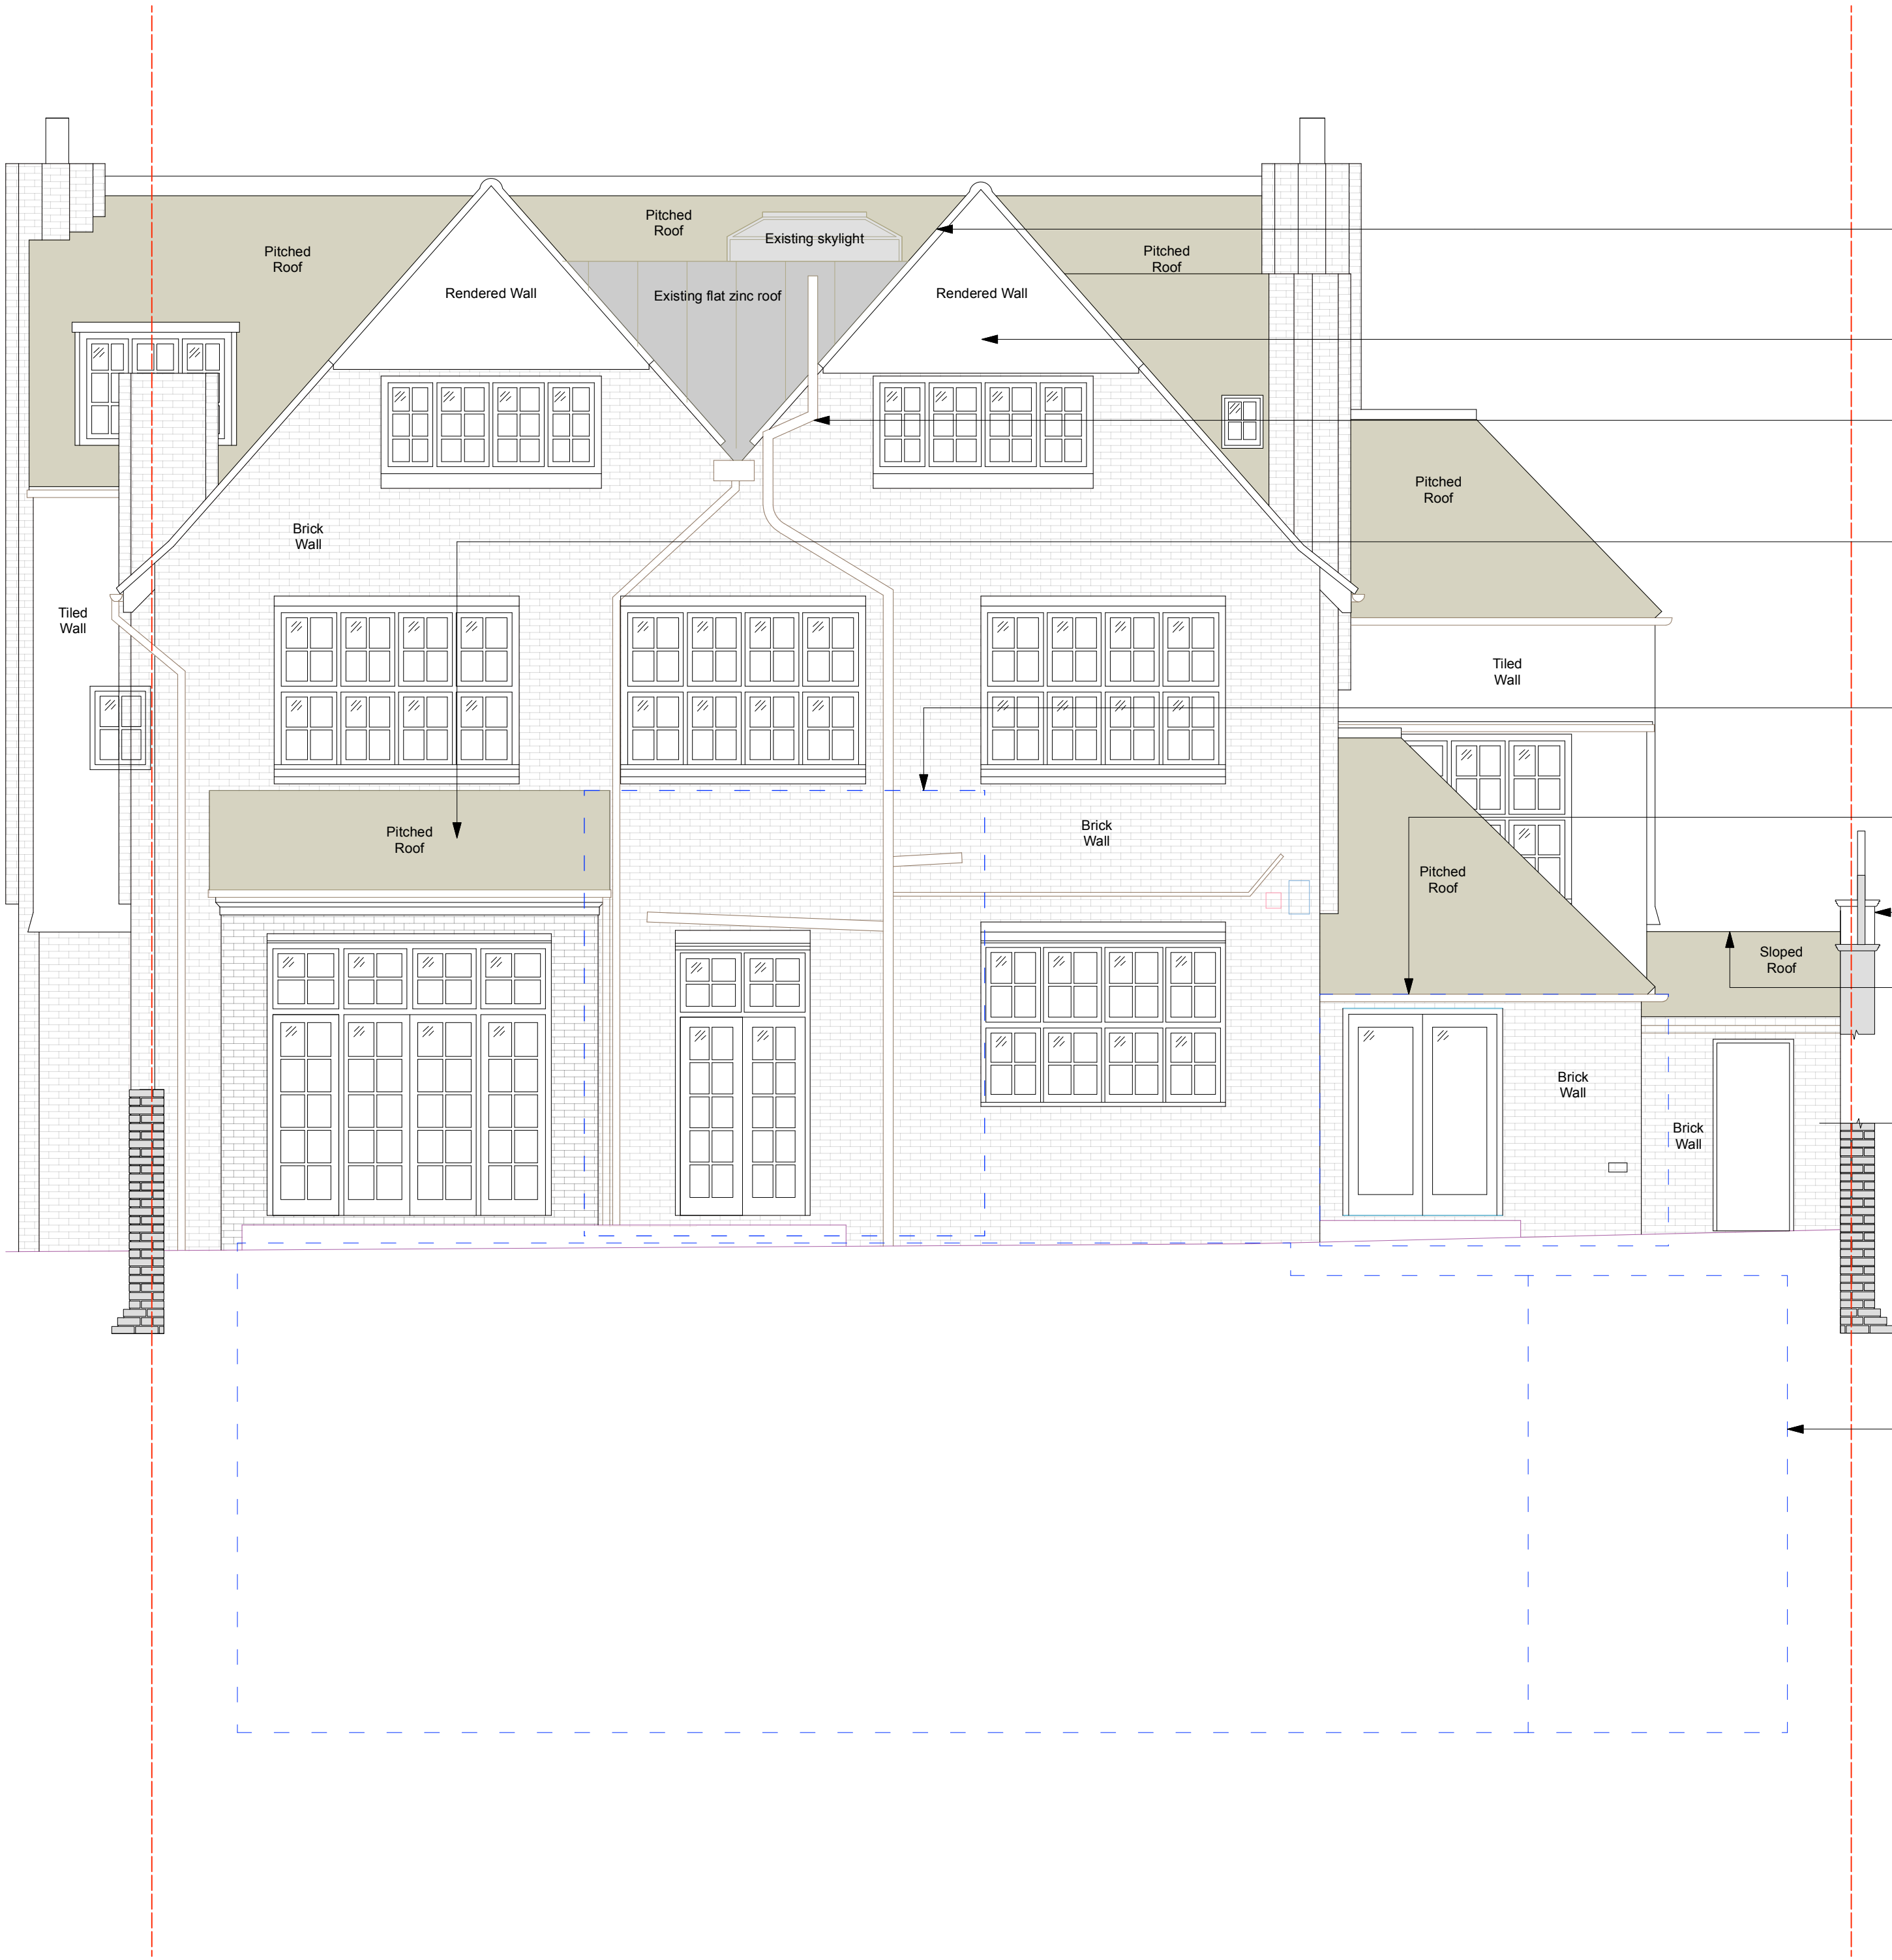 Pitched
Roof
Existing skylight
Pitched
Roof
Pitched
Roof
Rendered Wall
Existing flat zinc roof
Rendered Wall
Pitched
Roof
Brick
Wall
Tiled
Wall
Tiled
Wall
Pitched
Roof
Brick
Wall
Pitched
Roof
Sloped
Roof
Brick
Wall
Brick
Wall